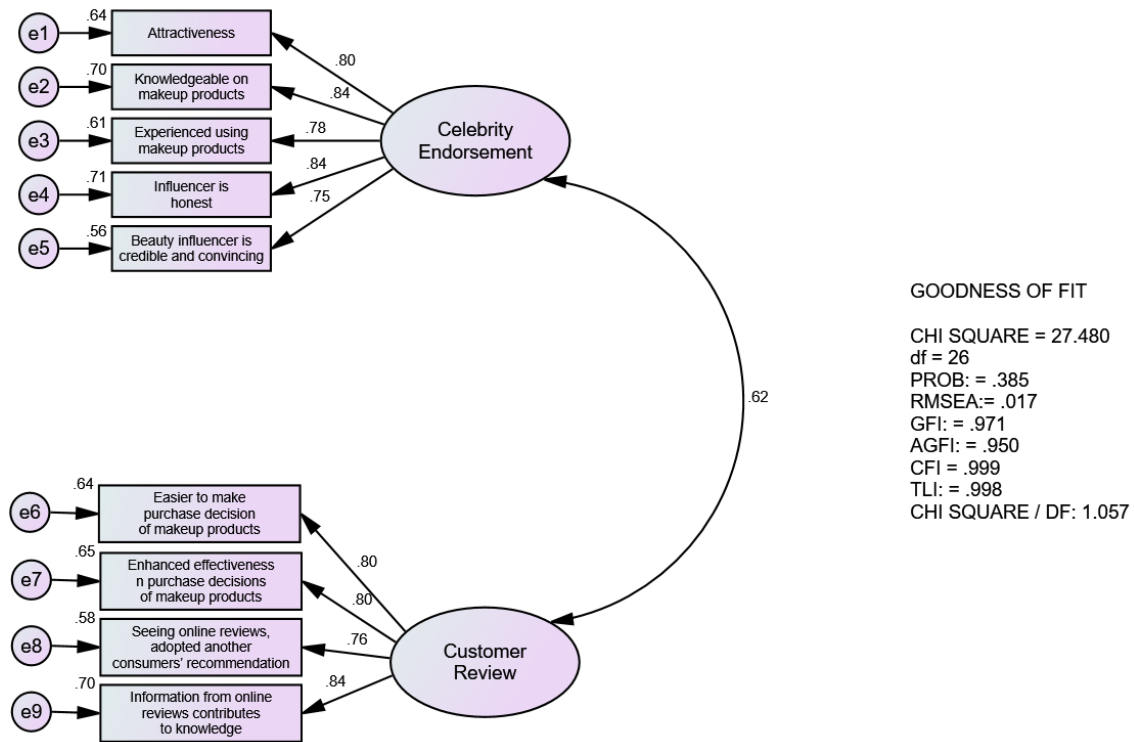 .64
e1
Attractiveness
.80
.70
e2
Knowledgeable on
makeup products
.84
.61
e3
Experienced using
makeup products
.78
Celebrity
Endorsement
.71
e4
Influencer is
honest
.84
.56
e5
Beauty influencer is
credible and convincing
.75
GOODNESS OF FIT
CHI SQUARE = 27.480
df = 26
PROB: = .385
RMSEA:= .017
GFI: = .971
AGFI: = .950
CFI = .999
TLI: = .998
CHI SQUARE / DF: 1.057
.62
.64
e6
Easier to make
purchase decision
of makeup products
.80
.65
e7
Enhanced effectiveness
n purchase decisions
of makeup products
.80
.58
e8
Seeing online reviews,
adopted another
consumers’ recommendation
.76
Customer
Review
.70
e9
Information from online
reviews contributes
to knowledge
.84